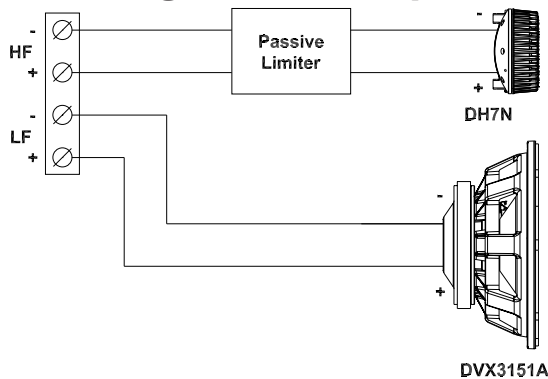 -
HF
+
-
LF
+
Passive
Limiter
-
+
DH7N
-
+
DVX3151A